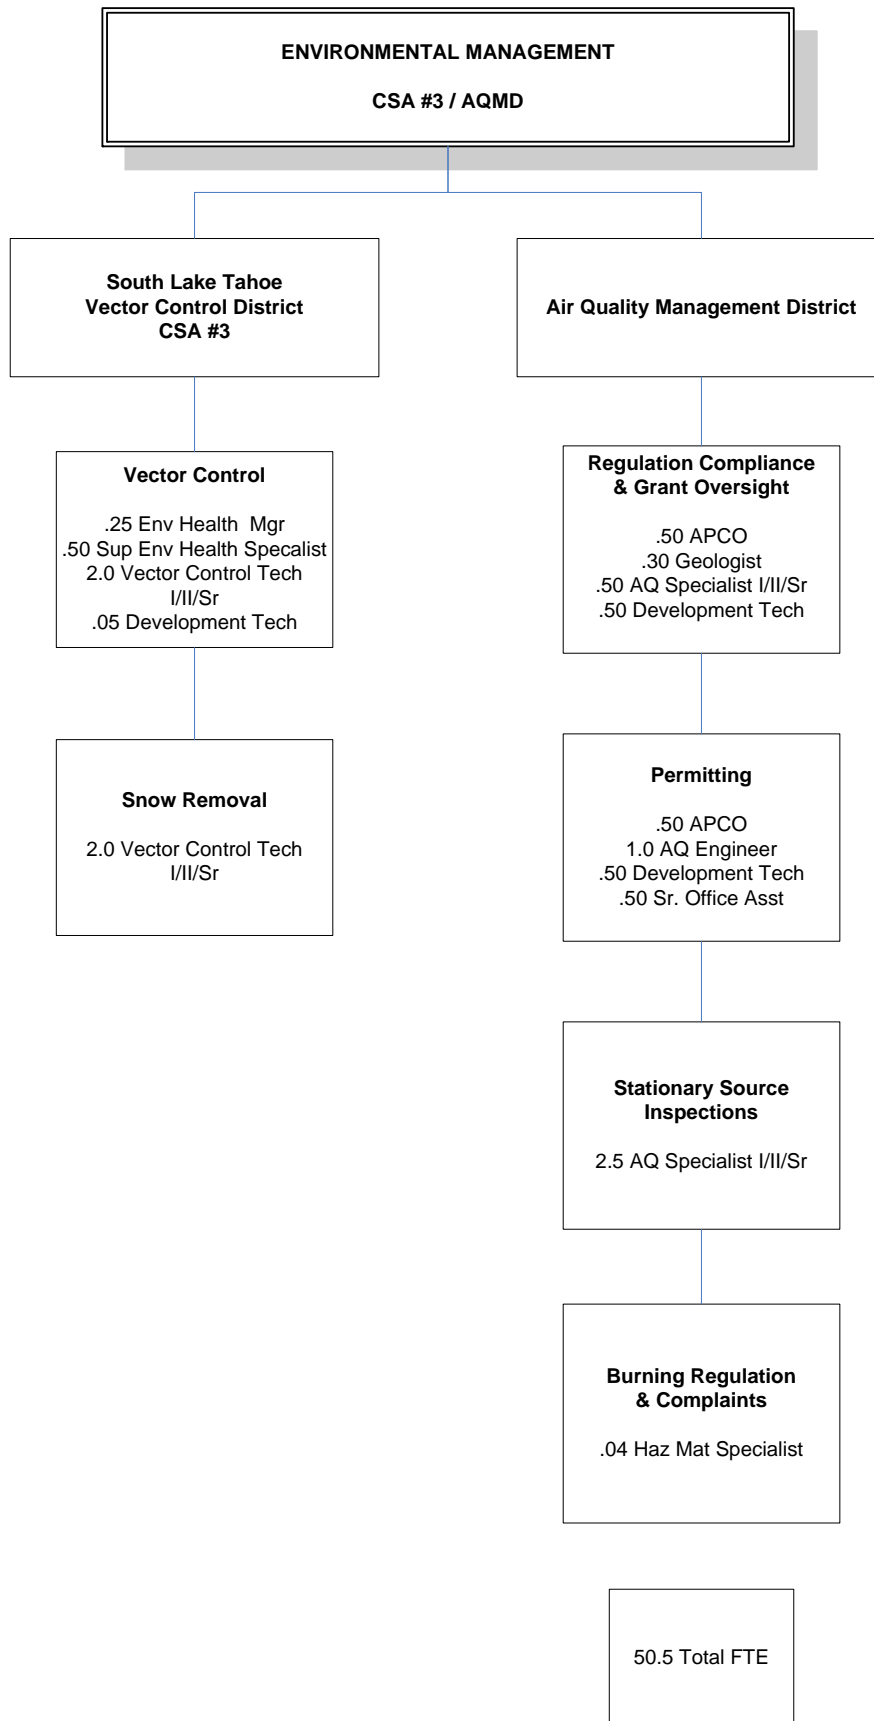 ENVIRONMENTAL MANAGEMENT
CSA #3 / AQMD
South Lake Tahoe
Vector Control District
CSA #3
Air Quality Management District
Vector Control
.25 Env Health  Mgr
.50 Sup Env Health Specalist
2.0 Vector Control Tech
I/II/Sr
.05 Development Tech
Regulation Compliance
& Grant Oversight
.50 APCO
.30 Geologist
.50 AQ Specialist I/II/Sr
.50 Development Tech
Snow Removal
2.0 Vector Control Tech
I/II/Sr
Permitting
.50 APCO
1.0 AQ Engineer
.50 Development Tech
.50 Sr. Office Asst
Stationary Source
Inspections
2.5 AQ Specialist I/II/Sr
Burning Regulation
& Complaints
.04 Haz Mat Specialist
50.5 Total FTE